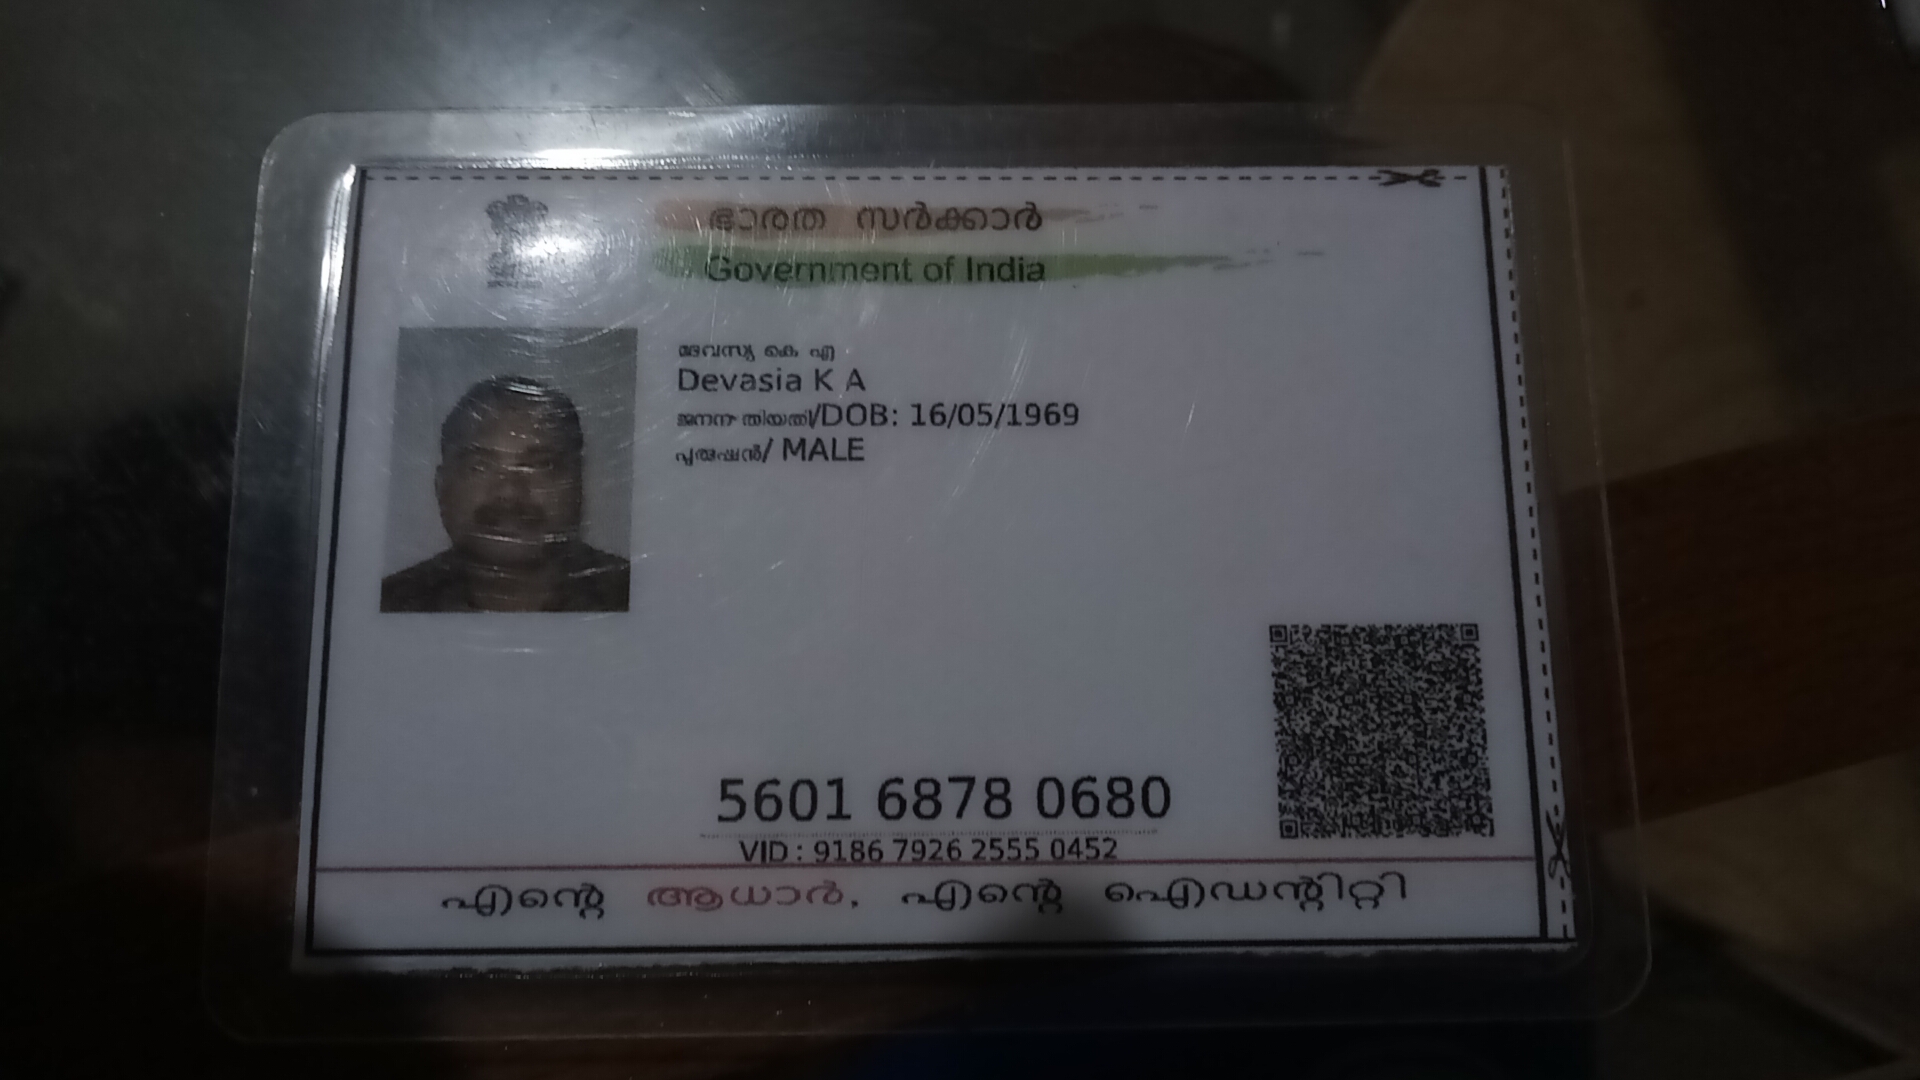 ഭാരത സർക്കാർ
Government of India
ദേവസ്യ കെ എ
Devasia K A
ജനന തിയതി/DOB: 16/05/1969
പുരുഷൻ/ MALE
5601 6878 0680
VID : 9186 7926 2555 0452
എന്റെ ആധാർ, എന്റെ ഐഡന്റിറ്റി